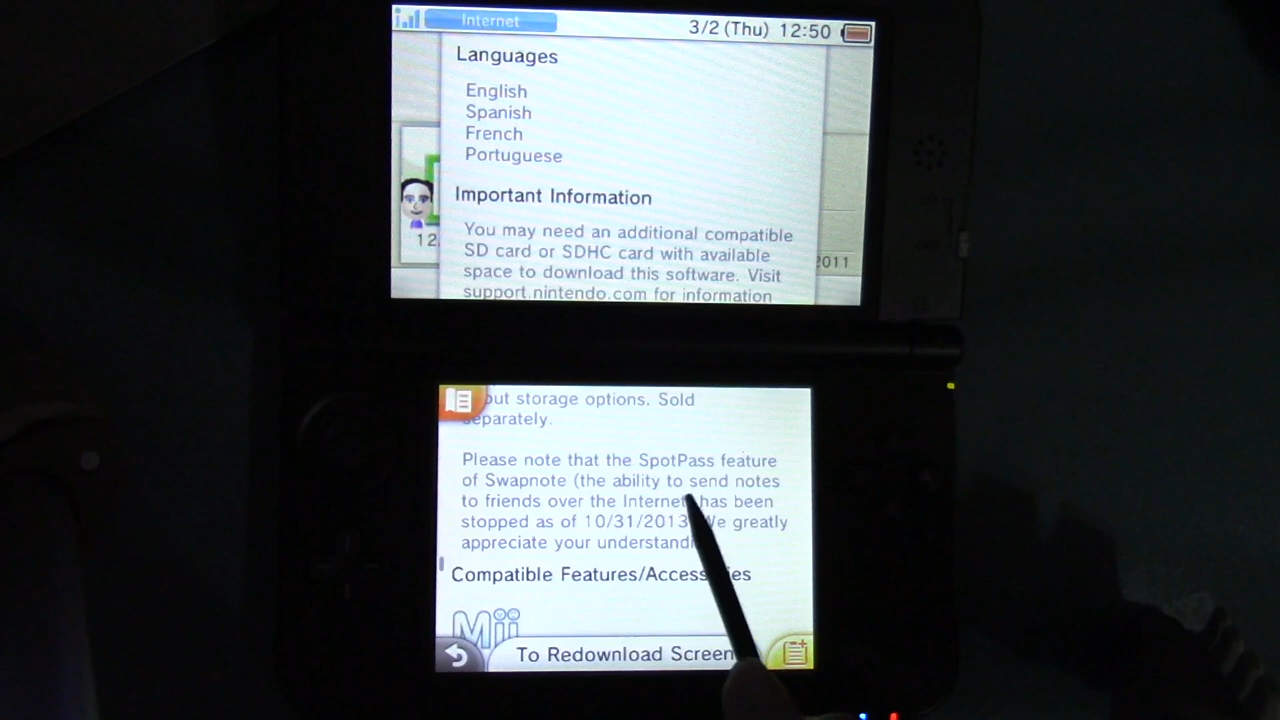 Internet
3/2 (Thu) 12:50
Languages
English
Spanish
French
Portuguese
Important Information
You may need an additional compatible
SD card or SDHC card with available
space to download this software. Visit
support.nintendo.com for information
12
2011
out storage options. Sold
separately.
Please note that the SpotPass feature
of Swapnote (the ability to send notes
to friends over the Internet has been
stopped as of 10/31/2013 We greatly
appreciate your understandi
Compatible Features/Access ies
Mii
To Redownload Screen